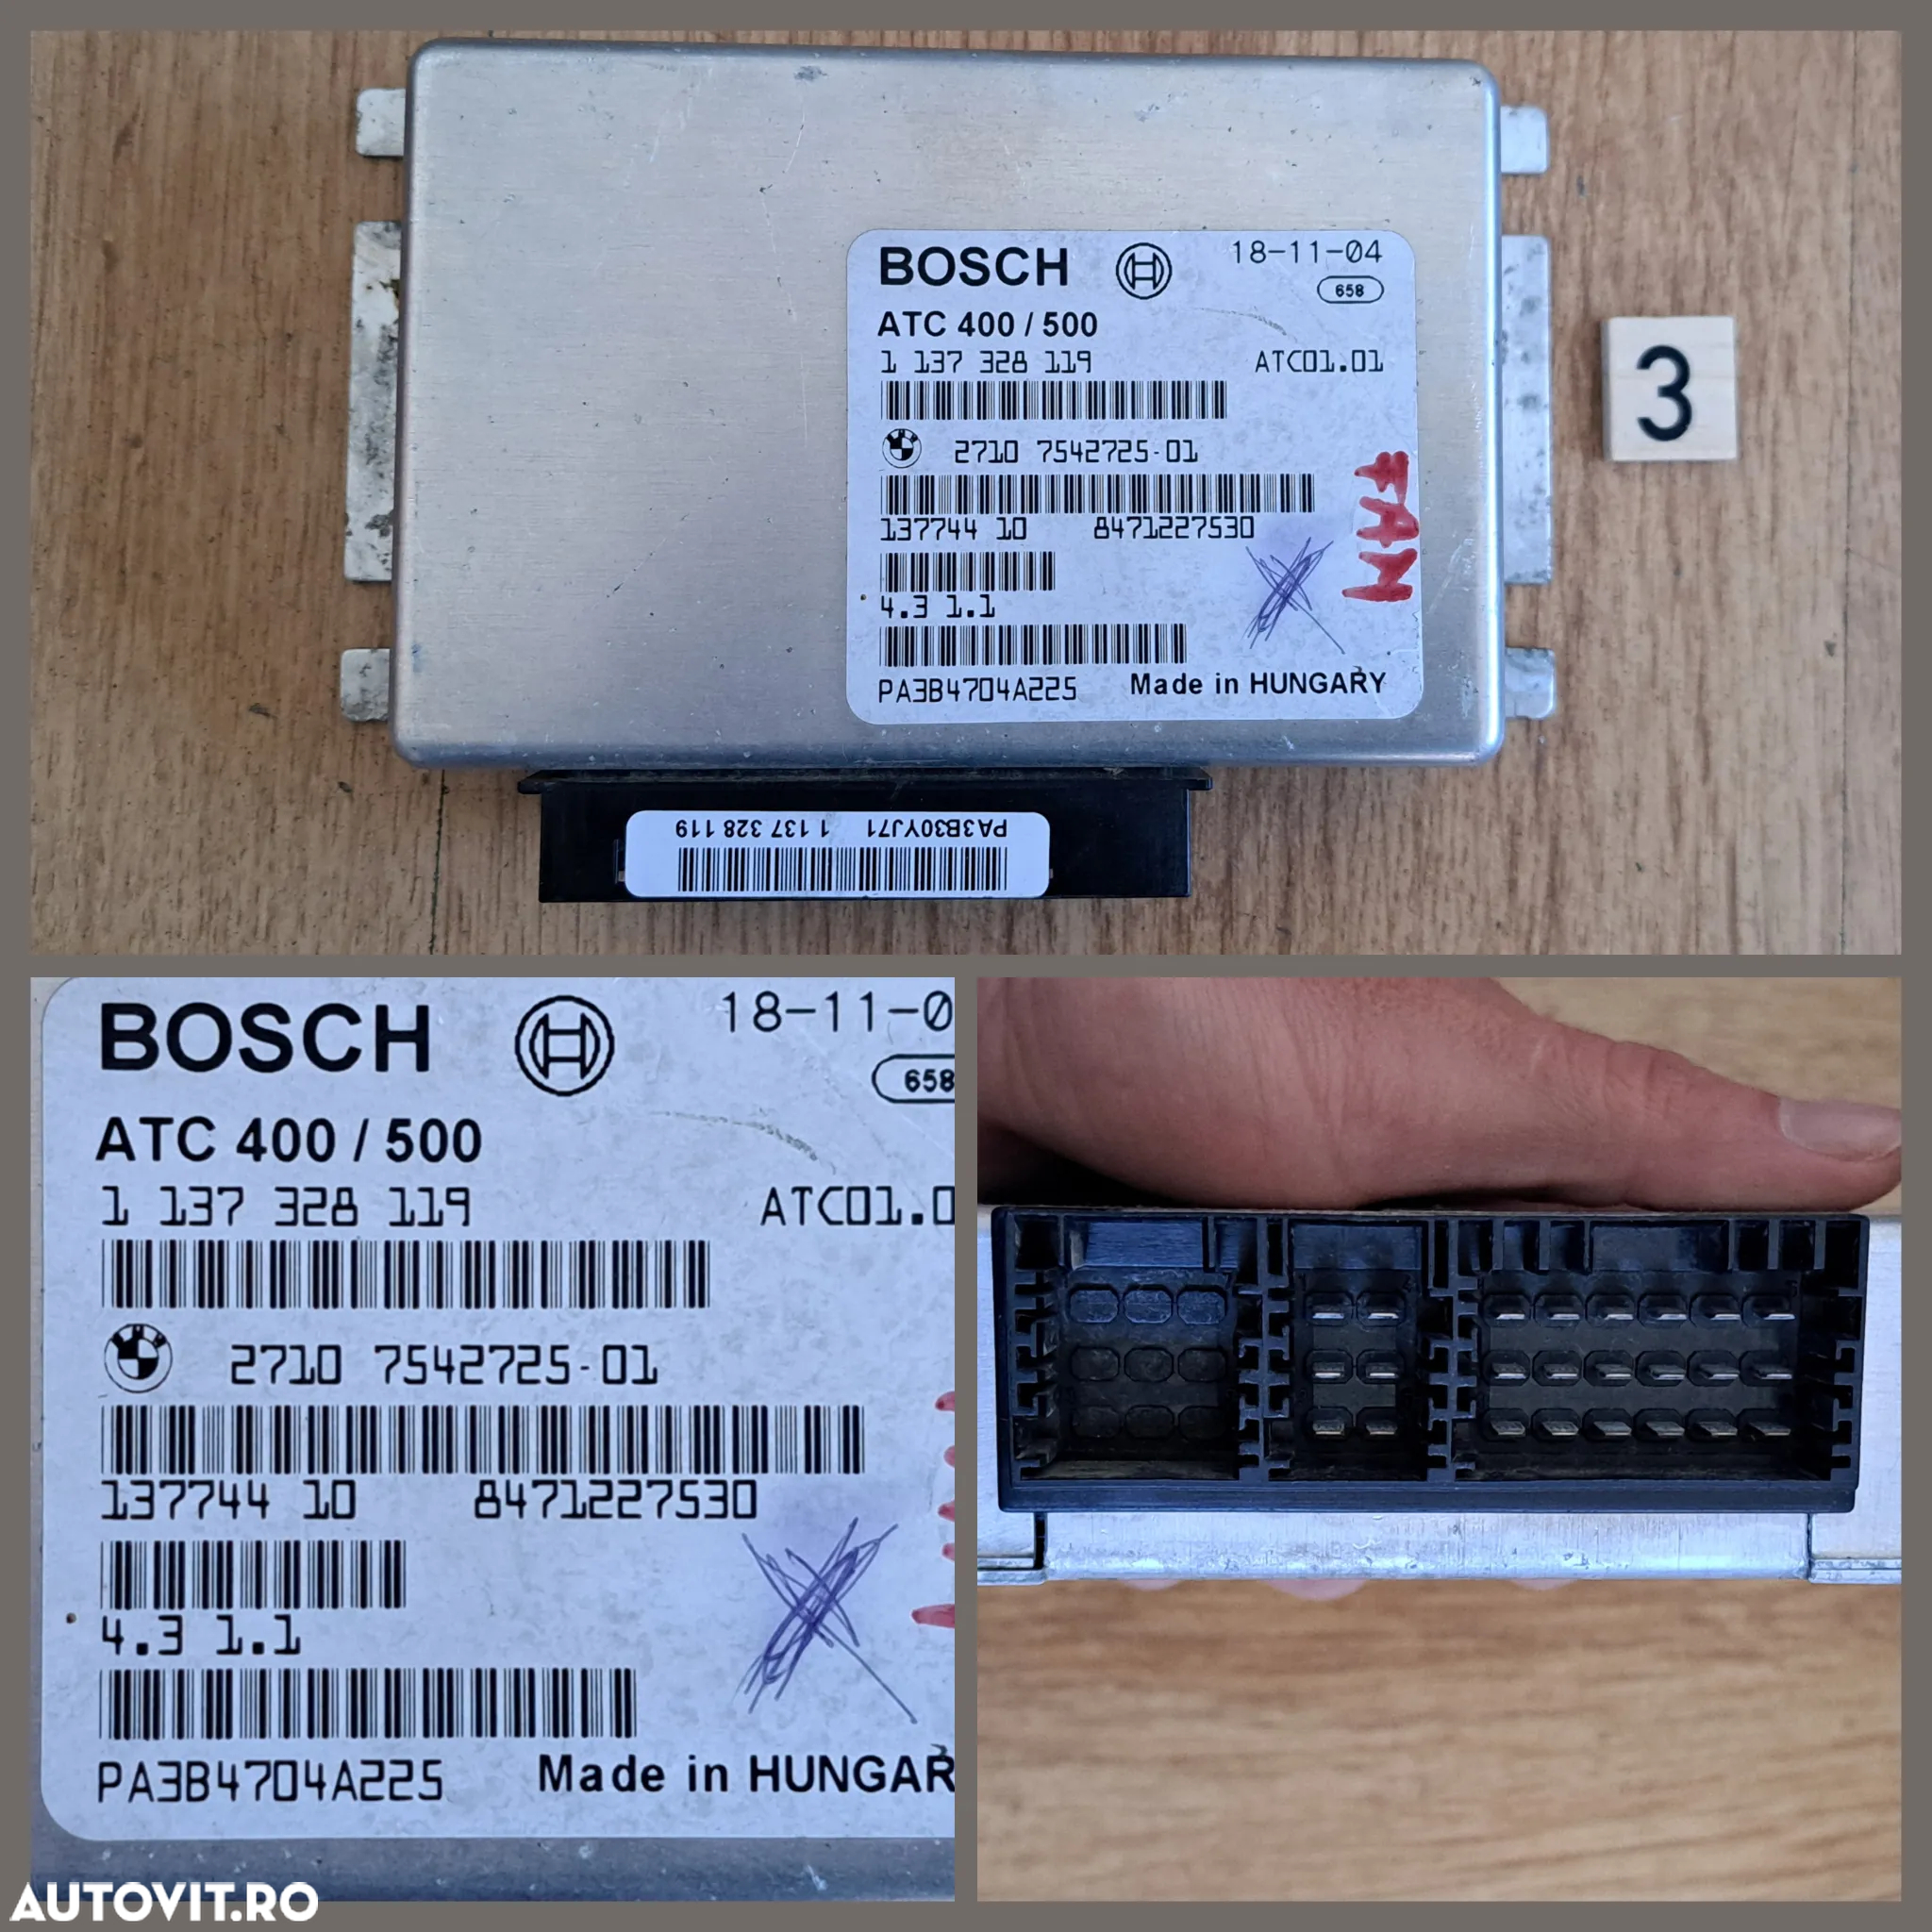 BOSCH 18-11-04
658
ATC 400 / 500
1 137 328 119 ATC01.01
2710 7542725-01
137744 10 8471227530
4.3 1.1
PA3B4704A225 Made in HUNGARY
FAN
3
PA3B30YJ71 1 137 328 119
BOSCH 18-11-0
658
ATC 400 / 500
1 137 328 119 ATC01.0
2710 7542725-01
137744 10 8471227530
4.3 1.1
PA3B4704A225 Made in HUNGAR
AUTOVIT.RO